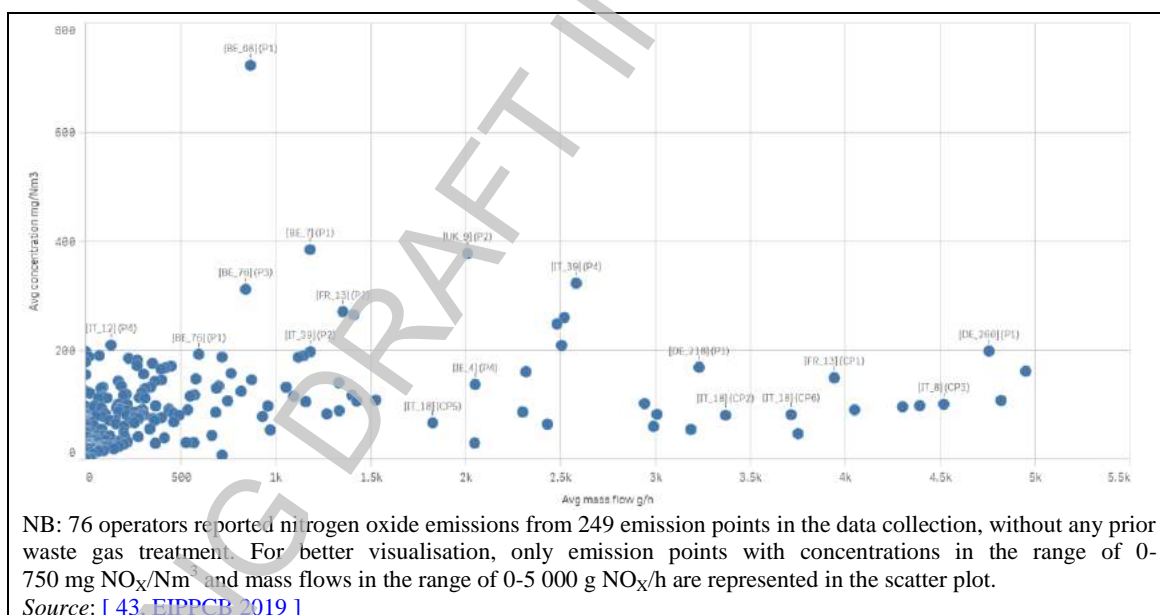 800
[BE_68](P1)
600
[BE_7](P1)
[UK_9](P2)
400
[IT_39](P4)
[BE_76](P3)
[FR_13](P2)
[IT_12](P4)
[BE_76](P1)
[IT_39](P2)
[DE_266](P1)
200
[DE_218](P3)
[FR_13](CP1)
[IT_8](CP3)
[IT_18](CP5)
[IT_18](CP2)
[IT_18](CP6)
0
Avg concentration mg/Nm3
0 500 1k 1.5k 2k 2.5k 3k 3.5k 4k 4.5k 5k 5.5k
Avg mass flow g/h
NG DRAFT I
NB: 76 operators reported nitrogen oxide emissions from 249 emission points in the data collection, without any prior
waste gas treatment. For better visualisation, only emission points with concentrations in the range of 0-
750 mg NOX/Nm3 and mass flows in the range of 0-5 000 g NOX/h are represented in the scatter plot.
Source: [ 43, EIPPCB 2019 ]